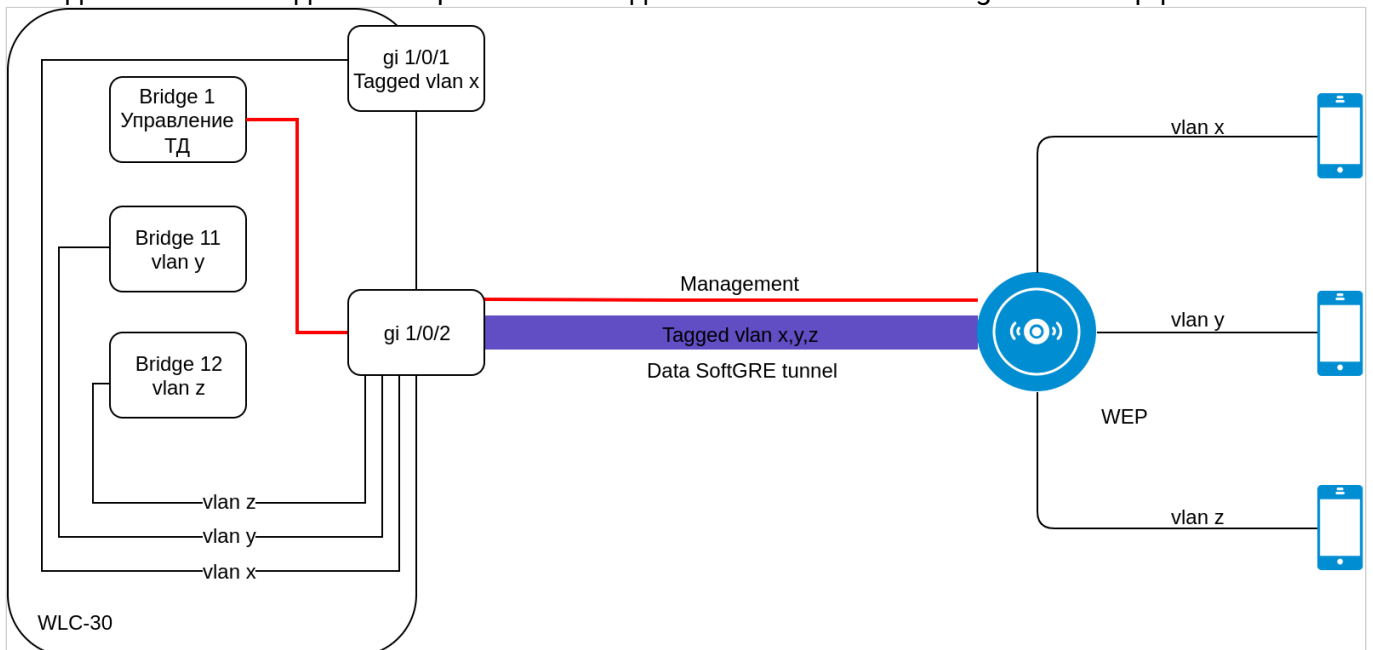 gi 1/0/1
Tagged vlan x
Bridge 1
Управление
ТД
vlan x
Bridge 11
vlan y
Management
gi 1/0/2
Tagged vlan x,y,z
vlan y
Data SoftGRE tunnel
Bridge 12
vlan z
WEP
vlan z
vlan y
vlan x
vlan z
WLC-30